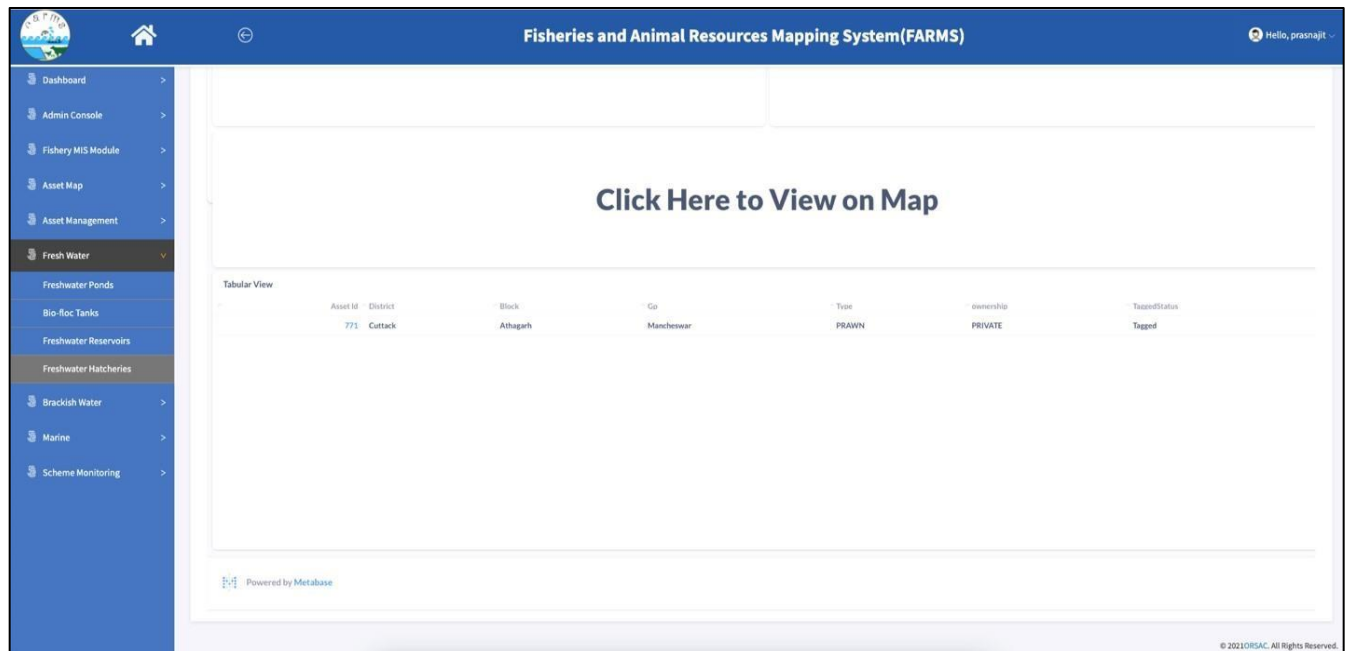 farms
Fisheries and Animal Resources Mapping System(FARMS)
Hello, prasnajit
Dashboard >
Admin Console >
Fishery MIS Module >
Asset Map >
Asset Management >
Fresh Water
Freshwater Ponds
Bio-floc Tanks
Freshwater Reservoirs
Freshwater Hatcheries
Brackish Water >
Marine >
Scheme Monitoring >
Click Here to View on Map
Tabular View
Asset Id District Block Gp Type ownership TaggedStatus
771 Cuttack Athagarh Mancheswar PRAWN PRIVATE Tagged
Powered by Metabase
© 2021ORSAC. All Rights Reserved.